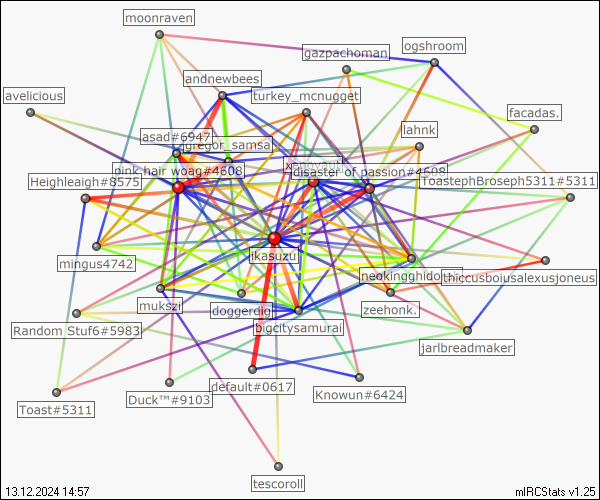 moonraven
ogshroom
gazpachoman
andnewbees
avelicious
turkey_mcnugget
facadas.
lahnk
asad#6947
gregor_samsa
pink hair woag#4608
disaster of passion#4608
Heighleaigh#8575
ToastephBroseph5311#5311
ikasuzu
mingus4742
neokingghidorah
thiccusboiusalexusjoneus
mukszi
doggerdig
zeehonk.
bigcitysamurai
Random Stuf6#5983
jarlbreadmaker
default#0617
Knowun#6424
Duck™#9103
Toast#5311
tescoroll
13.12.2024 14:57
mIRCStats v1.25